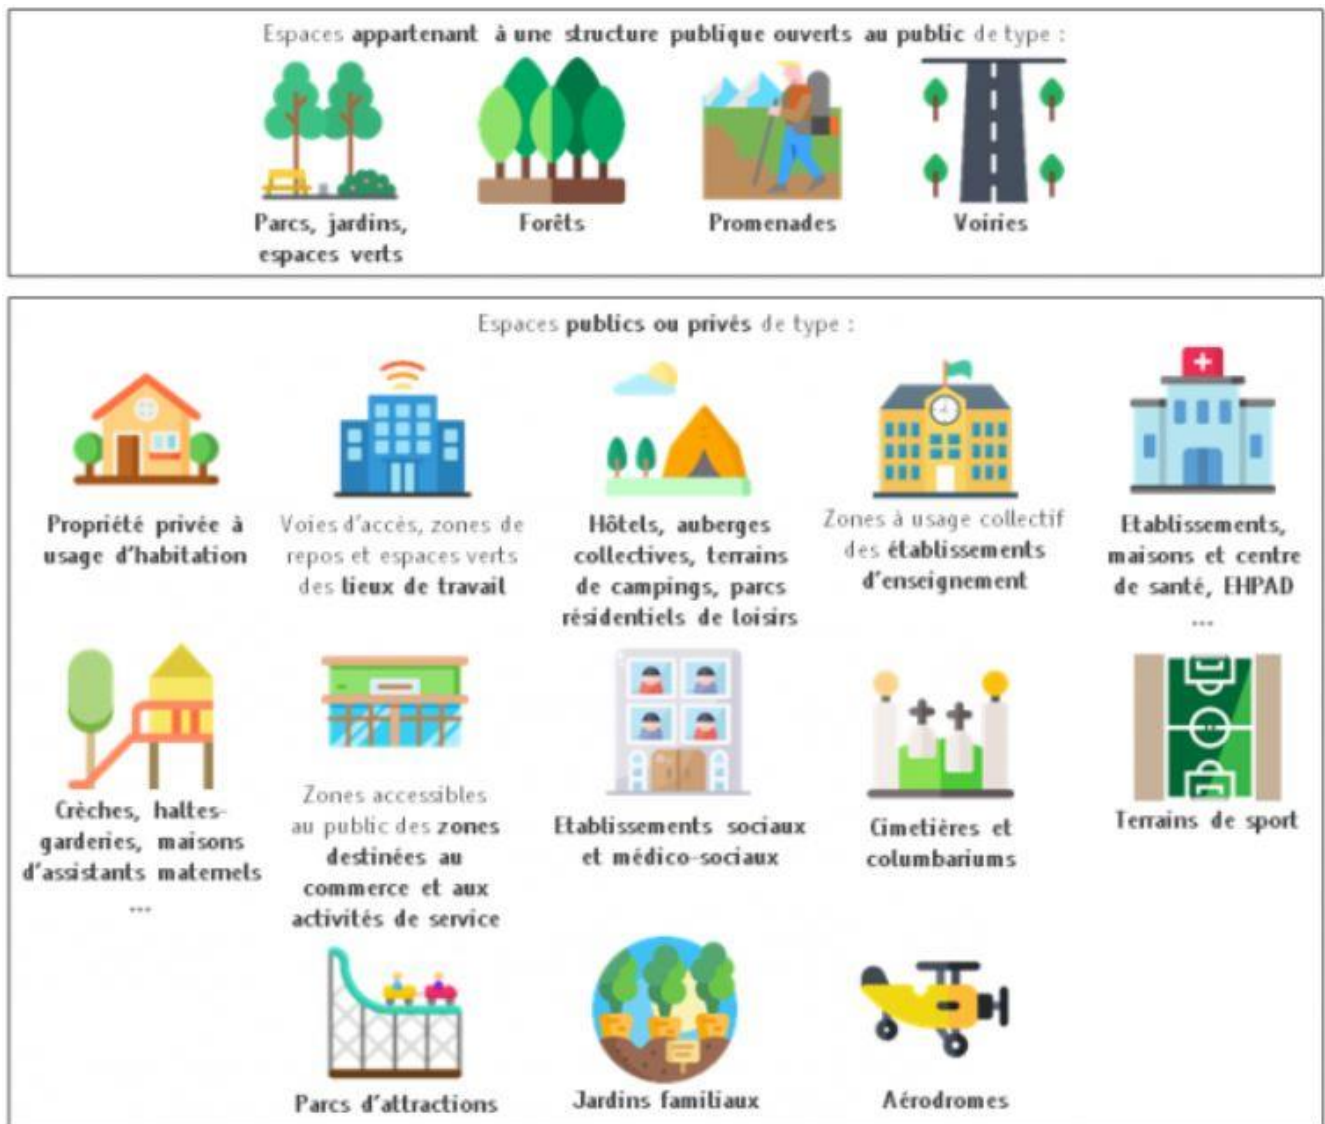 Espaces appartenant à une structure publique ouverts au public de type :
Parcs, jardins,
espaces verts
Forêts
Promenades
Voiries
Espaces publics ou privés de type :
Propriété privée à
usage d'habitation
Voies d'accès, zones de
repos et espaces verts
des lieux de travail
Hôtels, auberges
collectives, terrains
de campings, parcs
résidentiels de loisirs
Zones à usage collectif
des établissements
d'enseignement
Etablissements,
maisons et centre
de santé, EHPAD
...
Crèches, haltes-
garderies, maisons
d'assistants maternels
...
Zones accessibles
au public des zones
destinées au
commerce et aux
activités de service
Etablissements sociaux
et médico-sociaux
Cimetières et
columbariums
Terrains de sport
Parcs d'attractions
Jardins familiaux
Aérodromes